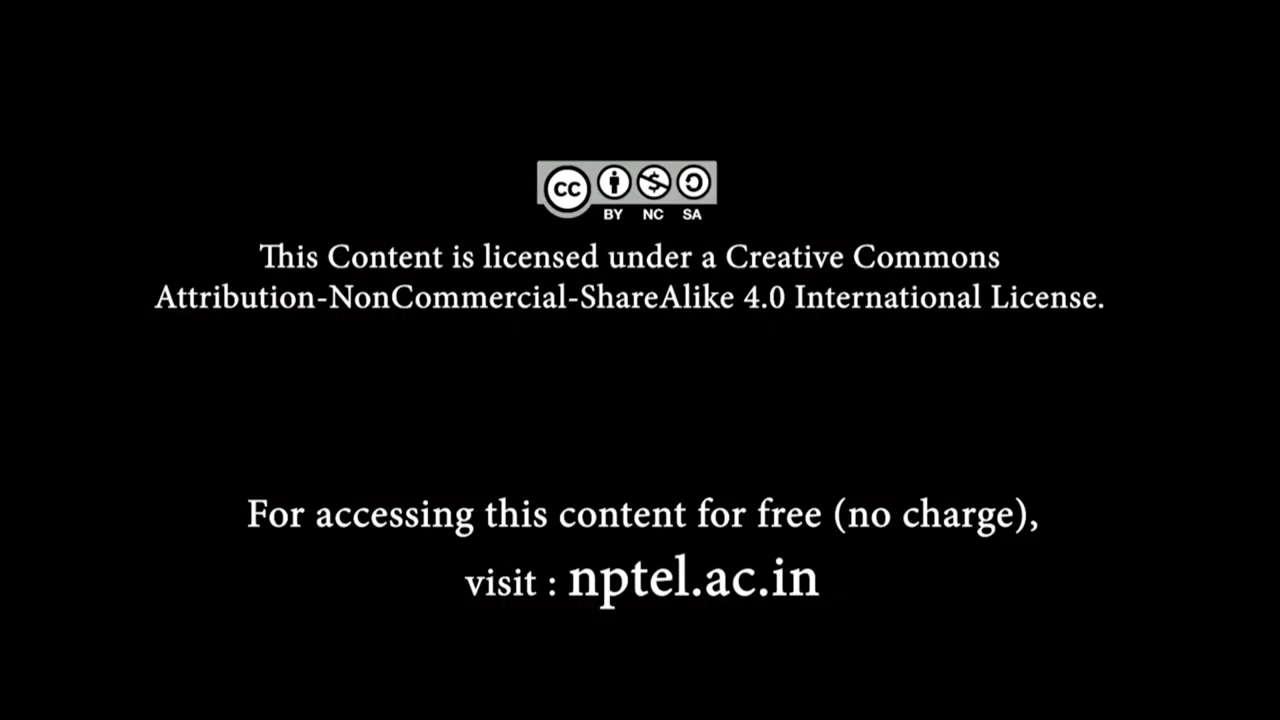 CC BY NC SA
This Content is licensed under a Creative Commons
Attribution-NonCommercial-ShareAlike 4.0 International License.
For accessing this content for free (no charge),
visit : nptel.ac.in